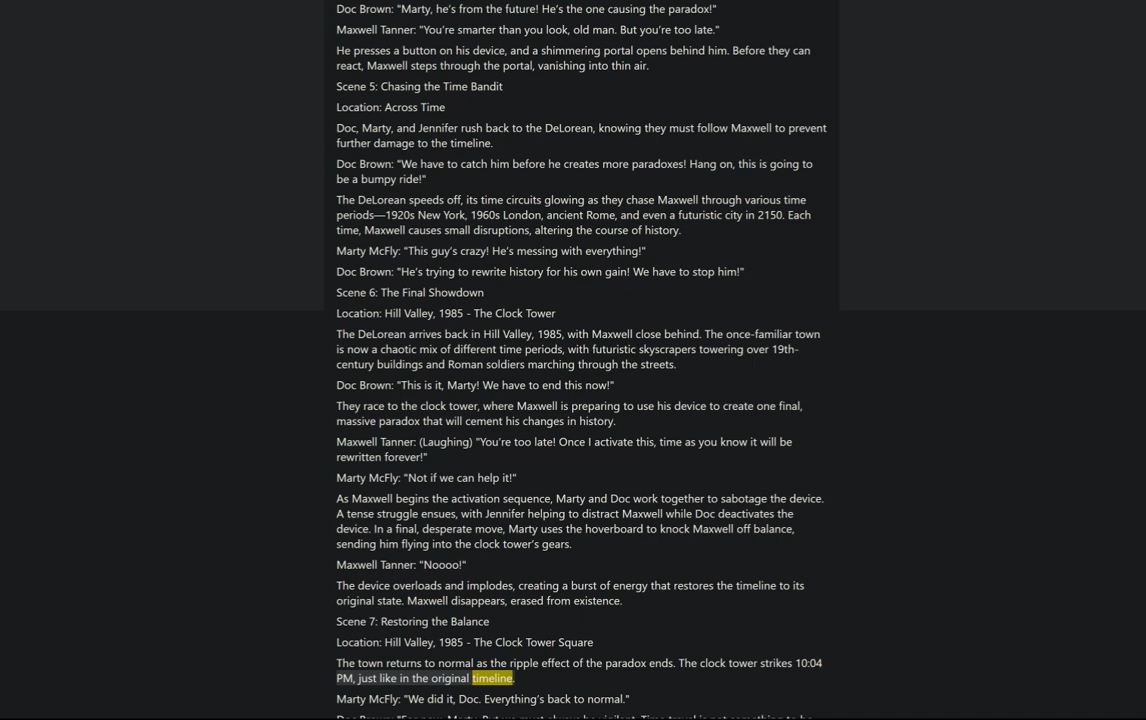 Doc Brown: "Marty, he's from the future! He's the one causing the paradox!"
Maxwell Tanner: "You're smarter than you look, old man. But you're too late."
He presses a button on his device, and a shimmering portal opens behind him. Before they can
react, Maxwell steps through the portal, vanishing into thin air.
Scene 5: Chasing the Time Bandit
Location: Across Time
Doc, Marty, and Jennifer rush back to the DeLorean, knowing they must follow Maxwell to prevent
further damage to the timeline.
Doc Brown: "We have to catch him before he creates more paradoxes! Hang on, this is going to
be a bumpy ride!"
The DeLorean speeds off, its time circuits glowing as they chase Maxwell through various time
periods—1920s New York, 1960s London, ancient Rome, and even a futuristic city in 2150. Each
time, Maxwell causes small disruptions, altering the course of history.
Marty McFly: "This guy's crazy! He's messing with everything!"
Doc Brown: "He's trying to rewrite history for his own gain! We have to stop him!"
Scene 6: The Final Showdown
Location: Hill Valley, 1985 - The Clock Tower
The DeLorean arrives back in Hill Valley, 1985, with Maxwell close behind. The once-familiar town
is now a chaotic mix of different time periods, with futuristic skyscrapers towering over 19th-
century buildings and Roman soldiers marching through the streets.
Doc Brown: "This is it, Marty! We have to end this now!"
They race to the clock tower, where Maxwell is preparing to use his device to create one final,
massive paradox that will cement his changes in history.
Maxwell Tanner: (Laughing) "You're too late! Once I activate this, time as you know it will be
rewritten forever!"
Marty McFly: "Not if we can help it!"
As Maxwell begins the activation sequence, Marty and Doc work together to sabotage the device.
A tense struggle ensues, with Jennifer helping to distract Maxwell while Doc deactivates the
device. In a final, desperate move, Marty uses the hoverboard to knock Maxwell off balance,
sending him flying into the clock tower's gears.
Maxwell Tanner: "Noooo!"
The device overloads and implodes, creating a burst of energy that restores the timeline to its
original state. Maxwell disappears, erased from existence.
Scene 7: Restoring the Balance
Location: Hill Valley, 1985 - The Clock Tower Square
The town returns to normal as the ripple effect of the paradox ends. The clock tower strikes 10:04
PM, just like in the original timeline.
Marty McFly: "We did it, Doc. Everything's back to normal."